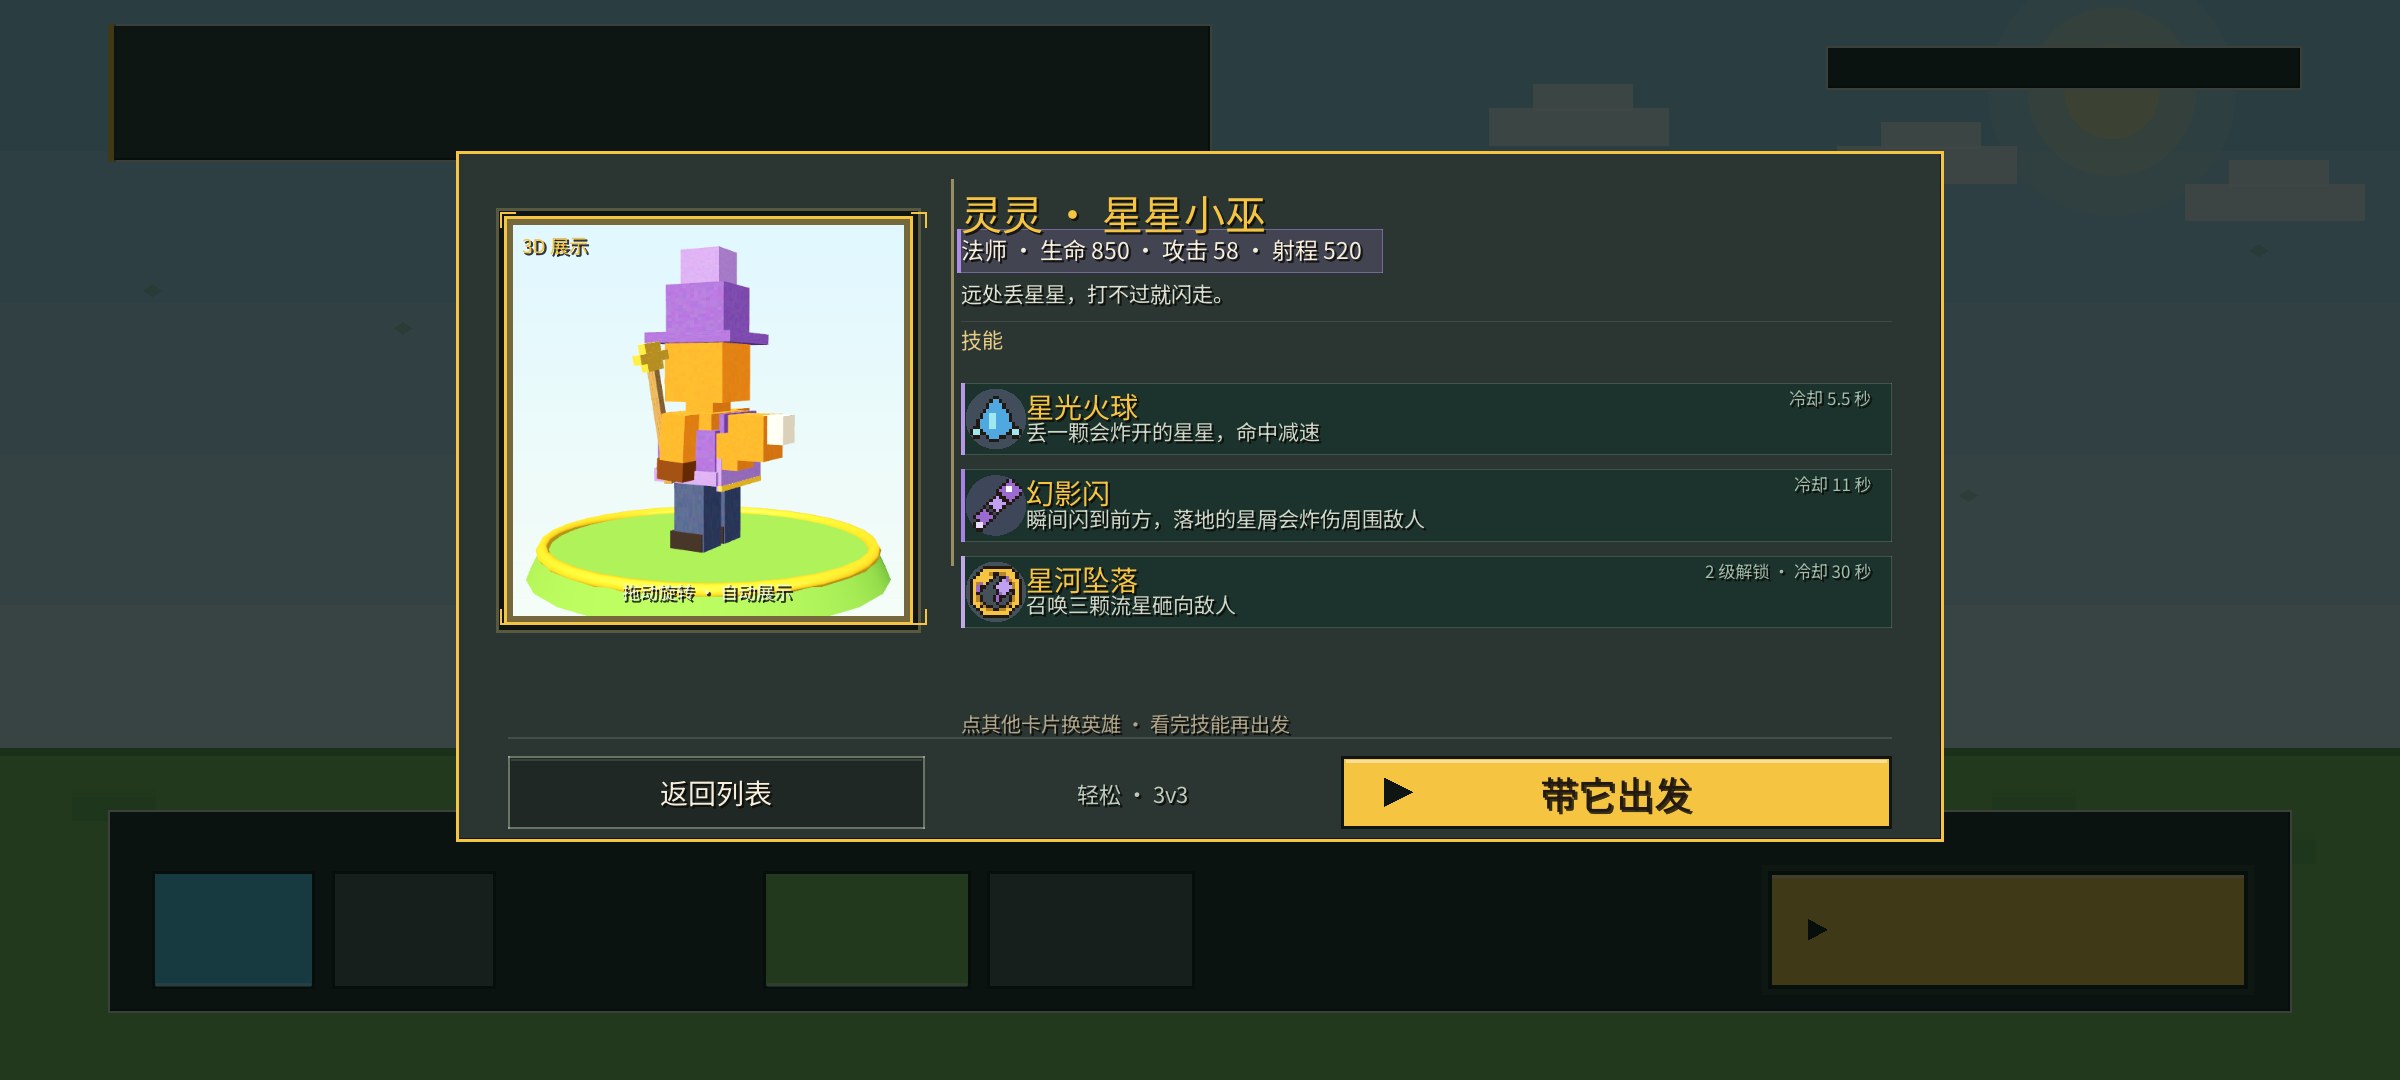 灵灵 · 星星小巫
法师 · 生命 850 · 攻击 58 · 射程 520
3D 展示
远处丢星星，打不过就闪走。
技能
星光火球
冷却 5.5 秒
丢一颗会炸开的星星，命中减速
幻影闪
冷却 11 秒
瞬间闪到前方，落地的星屑会炸伤周围敌人
星河坠落
2 级解锁 · 冷却 30 秒
召唤三颗流星砸向敌人
拖动旋转 · 自动展示
点其他卡片换英雄 · 看完技能再出发
返回列表
轻松 · 3v3
带它出发